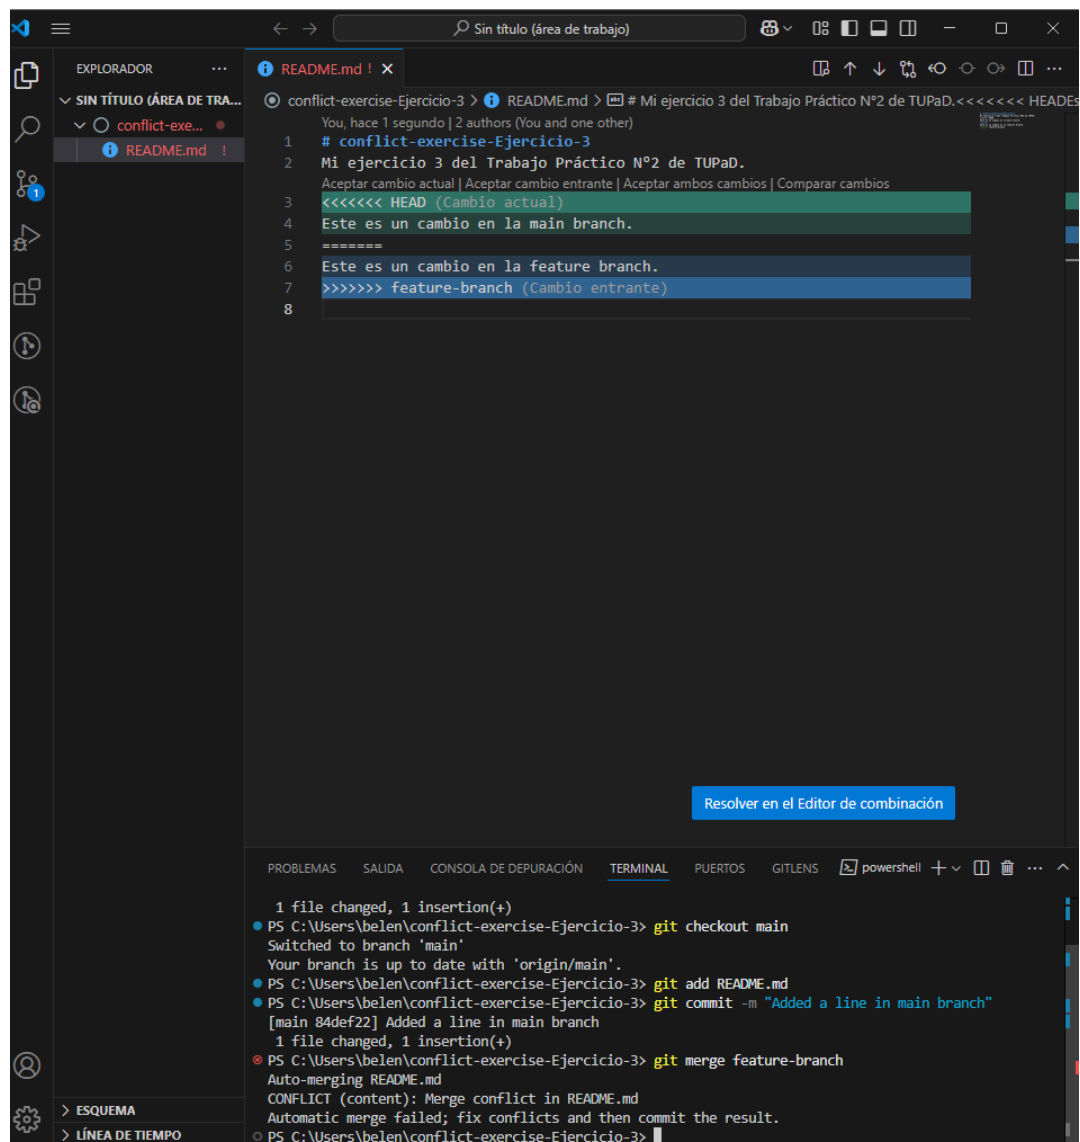 Sin título (área de trabajo)
EXPLORADOR
README.md !
SIN TÍTULO (ÁREA DE TRA...
conflict-exe...
README.md !
1
conflict-exercise-Ejercicio-3 > README.md > # Mi ejercicio 3 del Trabajo Práctico N°2 de TUPaD.<<<<<<< HEADEs
You, hace 1 segundo | 2 authors (You and one other)
1 # conflict-exercise-Ejercicio-3
2 Mi ejercicio 3 del Trabajo Práctico N°2 de TUPaD.
Aceptar cambio actual | Aceptar cambio entrante | Aceptar ambos cambios | Comparar cambios
3 <<<<<<< HEAD (Cambio actual)
4 Este es un cambio en la main branch.
5 =======
6 Este es un cambio en la feature branch.
7 >>>>>>> feature-branch (Cambio entrante)
8
Resolver en el Editor de combinación
PROBLEMAS SALIDA CONSOLA DE DEPURACIÓN TERMINAL PUERTOS GITLENS powershell
1 file changed, 1 insertion(+)
PS C:\Users\belen\conflict-exercise-Ejercicio-3> git checkout main
Switched to branch 'main'
Your branch is up to date with 'origin/main'.
PS C:\Users\belen\conflict-exercise-Ejercicio-3> git add README.md
PS C:\Users\belen\conflict-exercise-Ejercicio-3> git commit -m "Added a line in main branch"
[main 84def22] Added a line in main branch
1 file changed, 1 insertion(+)
PS C:\Users\belen\conflict-exercise-Ejercicio-3> git merge feature-branch
Auto-merging README.md
CONFLICT (content): Merge conflict in README.md
Automatic merge failed; fix conflicts and then commit the result.
PS C:\Users\belen\conflict-exercise-Ejercicio-3>
ESQUEMA
LÍNEA DE TIEMPO